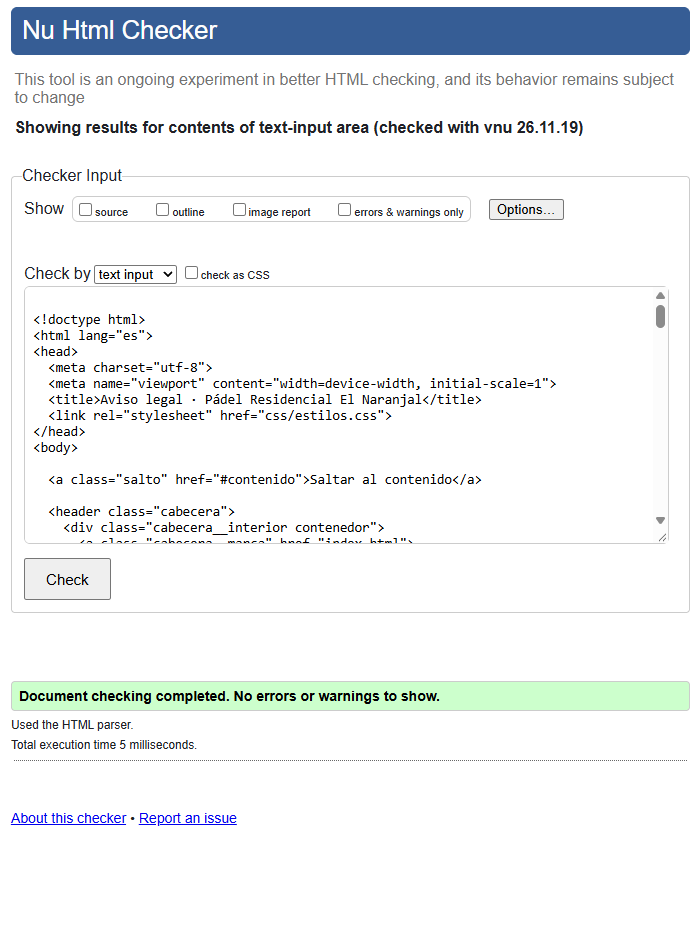 Nu Html Checker
This tool is an ongoing experiment in better HTML checking, and its behavior remains subject
to change
Showing results for contents of text-input area (checked with vnu 26.11.19)
Checker Input
Show source outline image report errors & warnings only Options...
Check by text input check as CSS
<!doctype html>
<html lang="es">
<head>
<meta charset="utf-8">
<meta name="viewport" content="width=device-width, initial-scale=1">
<title>Aviso legal · Pádel Residencial El Naranjal</title>
<link rel="stylesheet" href="css/estilos.css">
</head>
<body>
<a class="salto" href="#contenido">Saltar al contenido</a>
<header class="cabecera">
<div class="cabecera__interior contenedor">
<a class="cabecera__marca" href="index.html">
Check
Document checking completed. No errors or warnings to show.
Used the HTML parser.
Total execution time 5 milliseconds.
About this checker • Report an issue